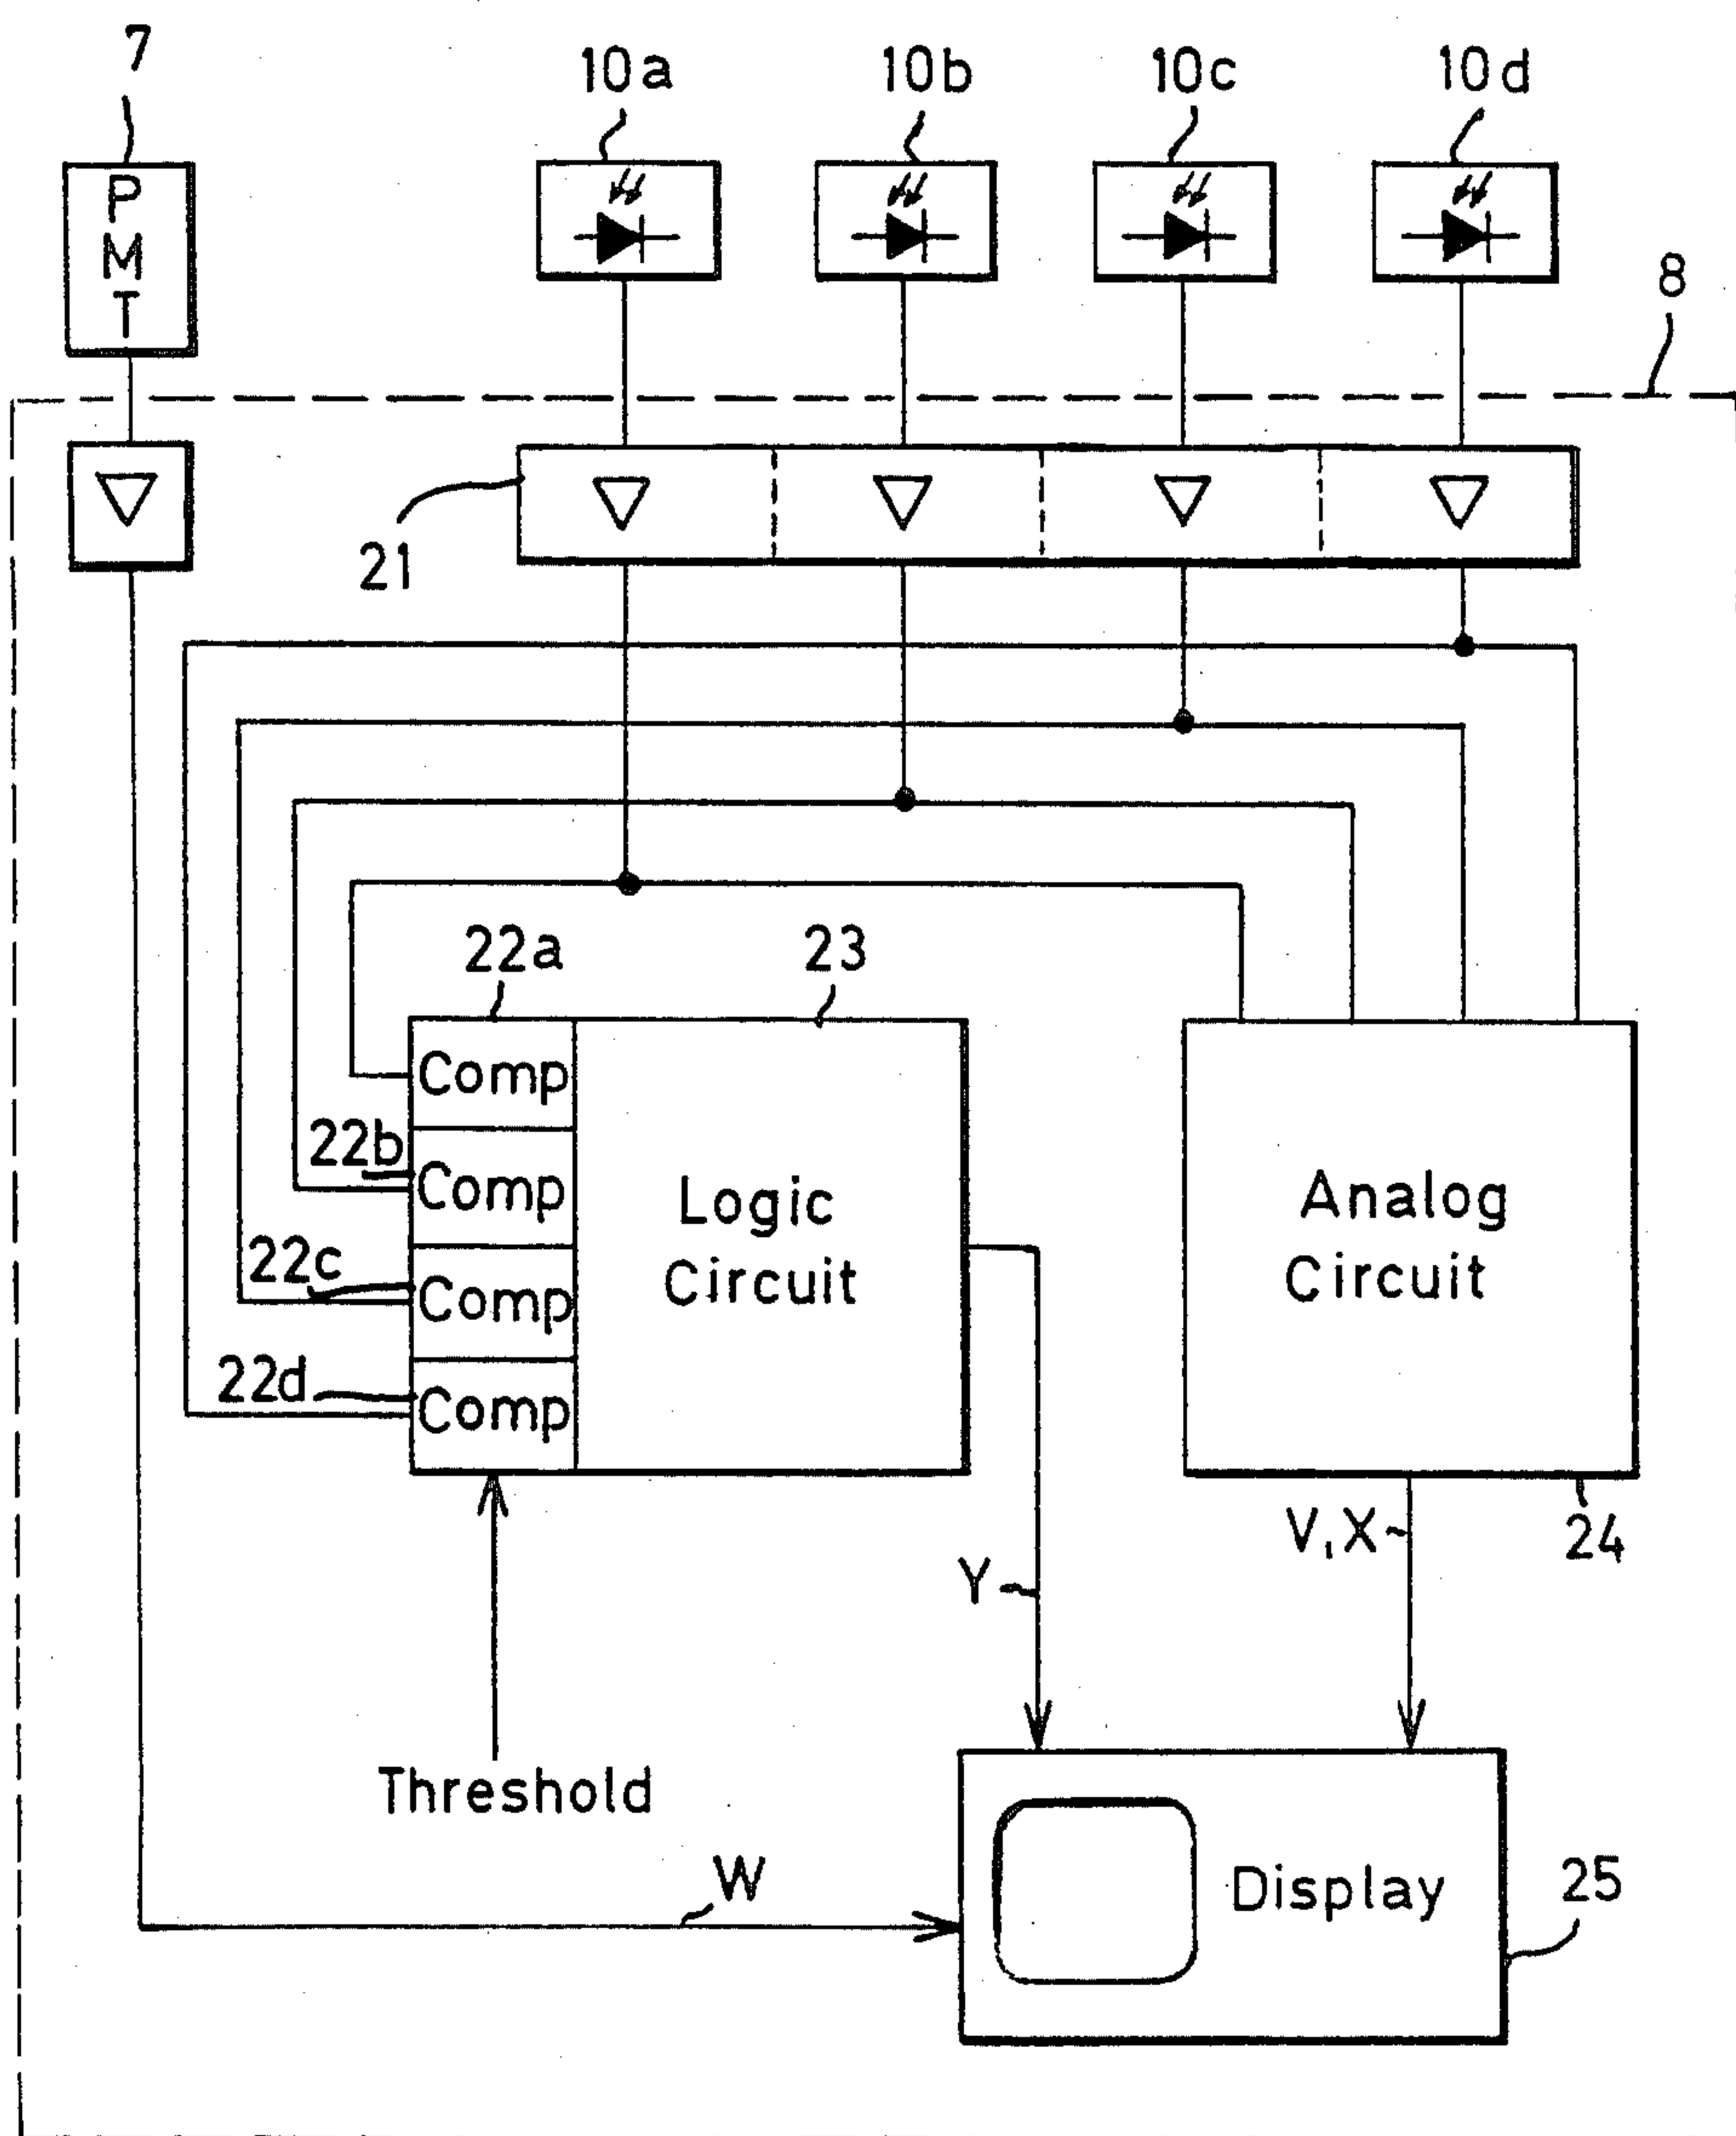 7
10a
10b
10c
10d
PMT
8
21
22a
23
Comp
22b
Comp
22c
Comp
22d
Comp
Logic
Circuit
Analog
Circuit
24
V,X
Y
Threshold
W
Display
25